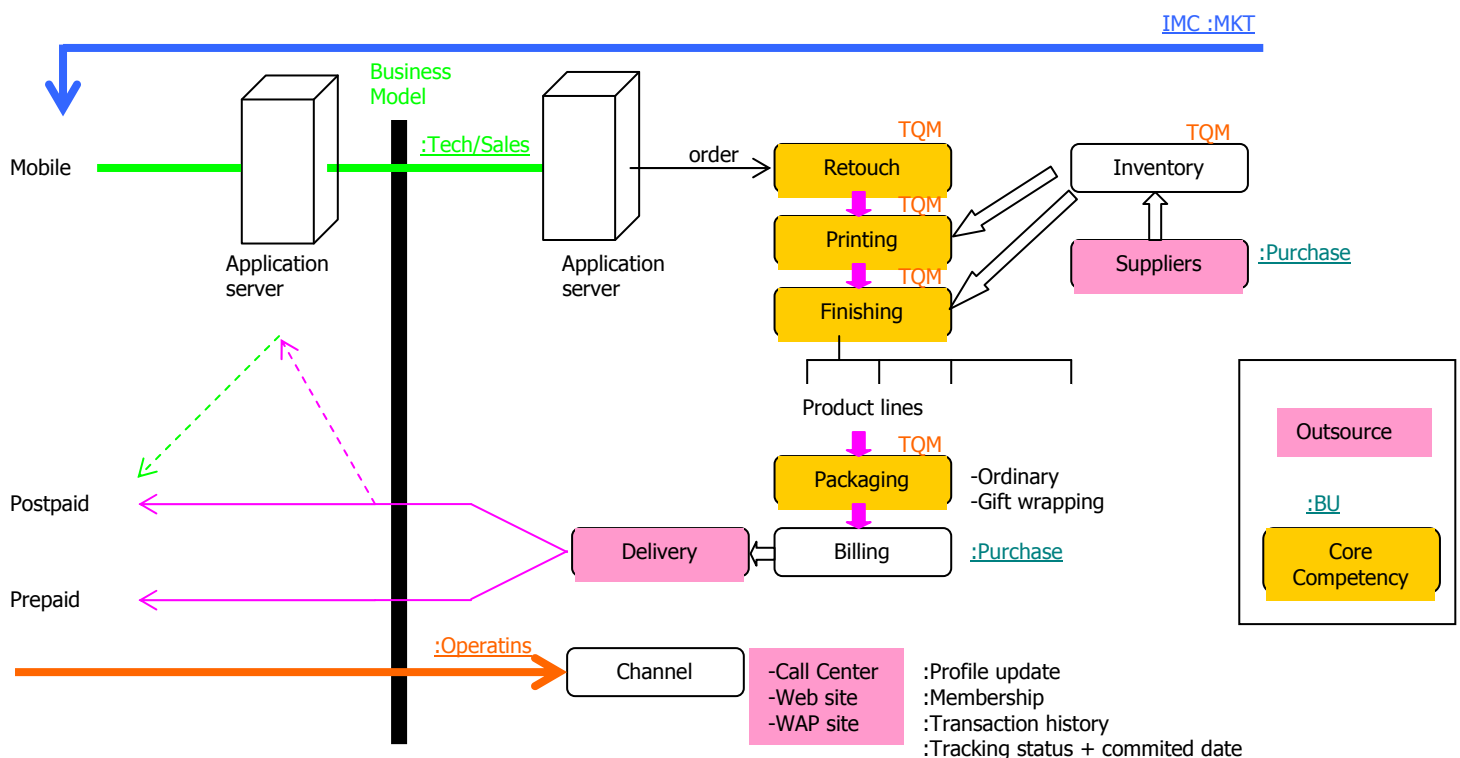 IMC :MKT
Business
Model
:Tech/Sales
Mobile
order
TQM
Retouch
TQM
Inventory
TQM
Printing
Application
server
Application
server
Suppliers
:Purchase
TQM
Finishing
Product lines
TQM
Packaging
-Ordinary
-Gift wrapping
Outsource
:BU
Core
Competency
Postpaid
Delivery
Billing
:Purchase
Prepaid
:Operatins
Channel
-Call Center
-Web site
-WAP site
:Profile update
:Membership
:Transaction history
:Tracking status + commited date